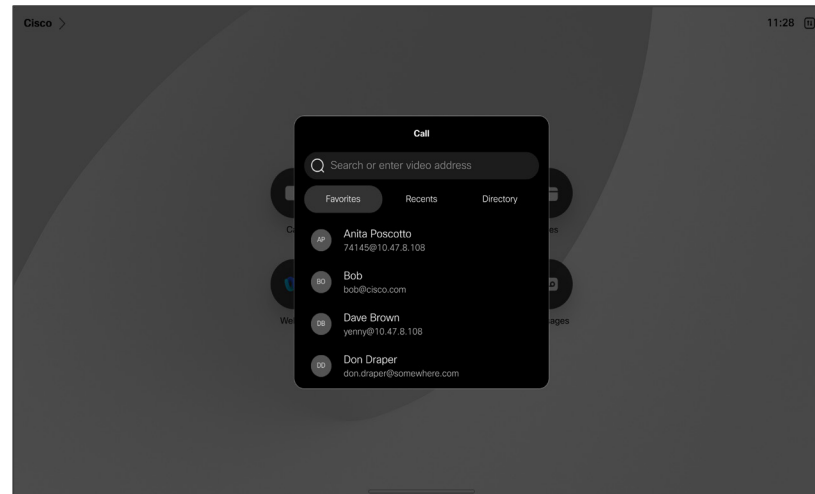 Cisco
11:28
Call
Search or enter video address
Favorites Recents Directory
AP
Anita Poscotto
74145@10.47.8.108
BO
Bob
bob@cisco.com
DB
Dave Brown
yenny@10.47.8.108
DD
Don Draper
don.draper@somewhere.com